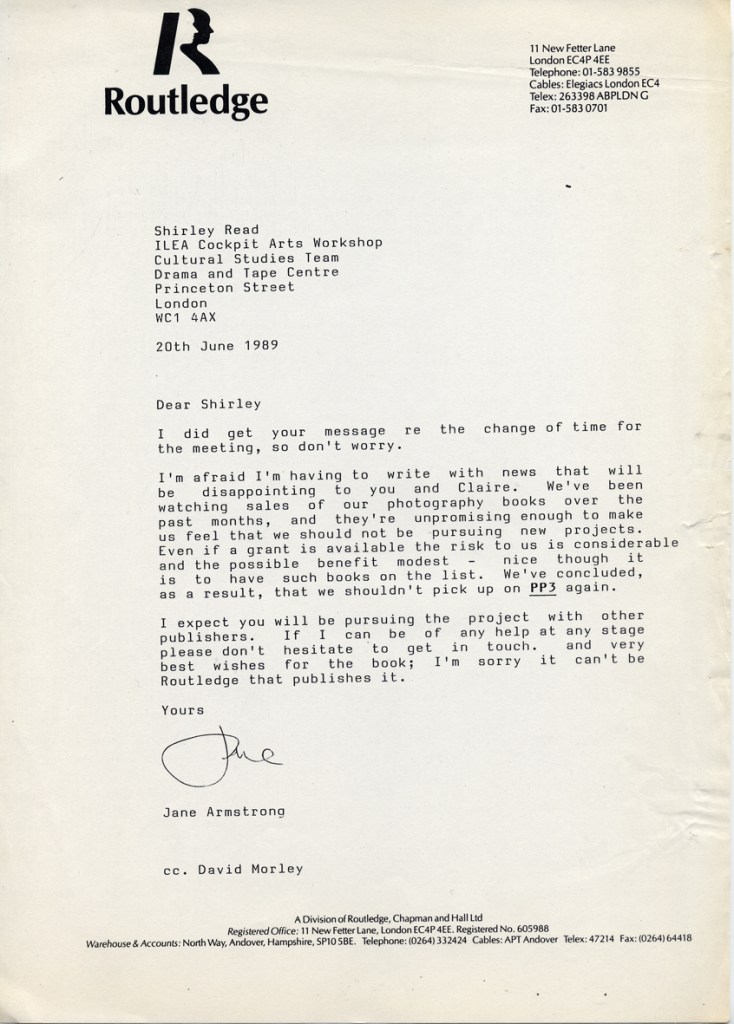 Routledge
11 New Fetter Lane
London EC4P 4EE
Telephone: 01-583 9855
Cables: Elegiacs London EC4
Telex: 263398 ABPLDN G
Fax: 01-583 0701
Shirley Read
ILEA Cockpit Arts Workshop
Cultural Studies Team
Drama and Tape Centre
Princeton Street
London
WC1 4AX
20th June 1989
Dear Shirley
I did get your message re the change of time for
the meeting, so don't worry.
I'm afraid I'm having to write with news that will
be disappointing to you and Claire. We've been
watching sales of our photography books over the
past months, and they're unpromising enough to make
us feel that we should not be pursuing new projects.
Even if a grant is available the risk to us is considerable
and the possible benefit modest - nice though it
is to have such books on the list. We've concluded,
as a result, that we shouldn't pick up on PP3 again.
I expect you will be pursuing the project with other
publishers. If I can be of any help at any stage
please don't hesitate to get in touch. and very
best wishes for the book; I'm sorry it can't be
Routledge that publishes it.
Yours
Jane
Jane Armstrong
cc. David Morley
A Division of Routledge, Chapman and Hall Ltd
Registered Office: 11 New Fetter Lane, London EC4P 4EE. Registered No. 605988
Warehouse & Accounts: North Way, Andover, Hampshire, SP10 5BE. Telephone: (0264) 332424 Cables: APT Andover Telex: 47214 Fax: (0264) 64418